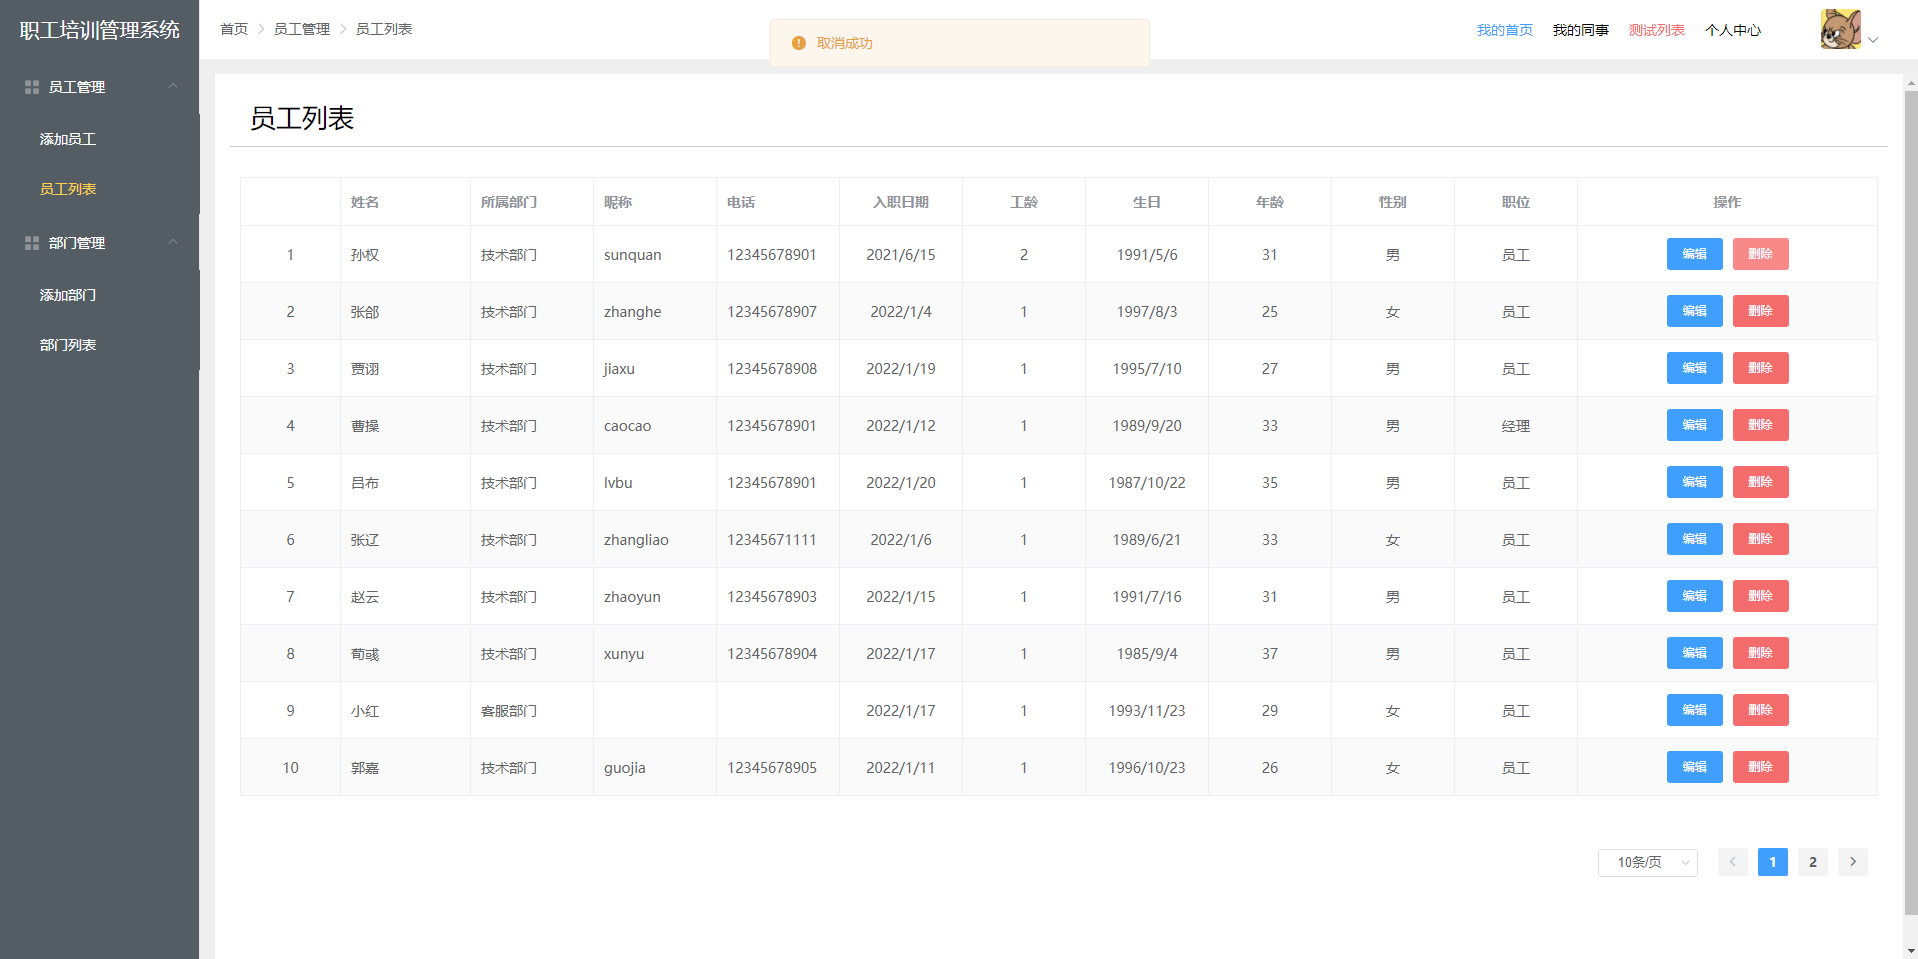 职工培训管理系统
首页 > 员工管理 > 员工列表
取消成功
我的首页 我的同事 测试列表 个人中心
员工管理
添加员工
员工列表
部门管理
添加部门
部门列表
员工列表
姓名 所属部门 昵称 电话 入职日期 工龄 生日 年龄 性别 职位 操作
1 孙权 技术部门 sunquan 12345678901 2021/6/15 2 1991/5/6 31 男 员工 编辑 删除
2 张郃 技术部门 zhanghe 12345678907 2022/1/4 1 1997/8/3 25 女 员工 编辑 删除
3 贾诩 技术部门 jiaxu 12345678908 2022/1/19 1 1995/7/10 27 男 员工 编辑 删除
4 曹操 技术部门 caocao 12345678901 2022/1/12 1 1989/9/20 33 男 经理 编辑 删除
5 吕布 技术部门 lvbu 12345678901 2022/1/20 1 1987/10/22 35 男 员工 编辑 删除
6 张辽 技术部门 zhangliao 12345671111 2022/1/6 1 1989/6/21 33 女 员工 编辑 删除
7 赵云 技术部门 zhaoyun 12345678903 2022/1/15 1 1991/7/16 31 男 员工 编辑 删除
8 荀彧 技术部门 xunyu 12345678904 2022/1/17 1 1985/9/4 37 男 员工 编辑 删除
9 小红 客服部门 2022/1/17 1 1993/11/23 29 女 员工 编辑 删除
10 郭嘉 技术部门 guojia 12345678905 2022/1/11 1 1996/10/23 26 女 员工 编辑 删除
10条/页 1 2